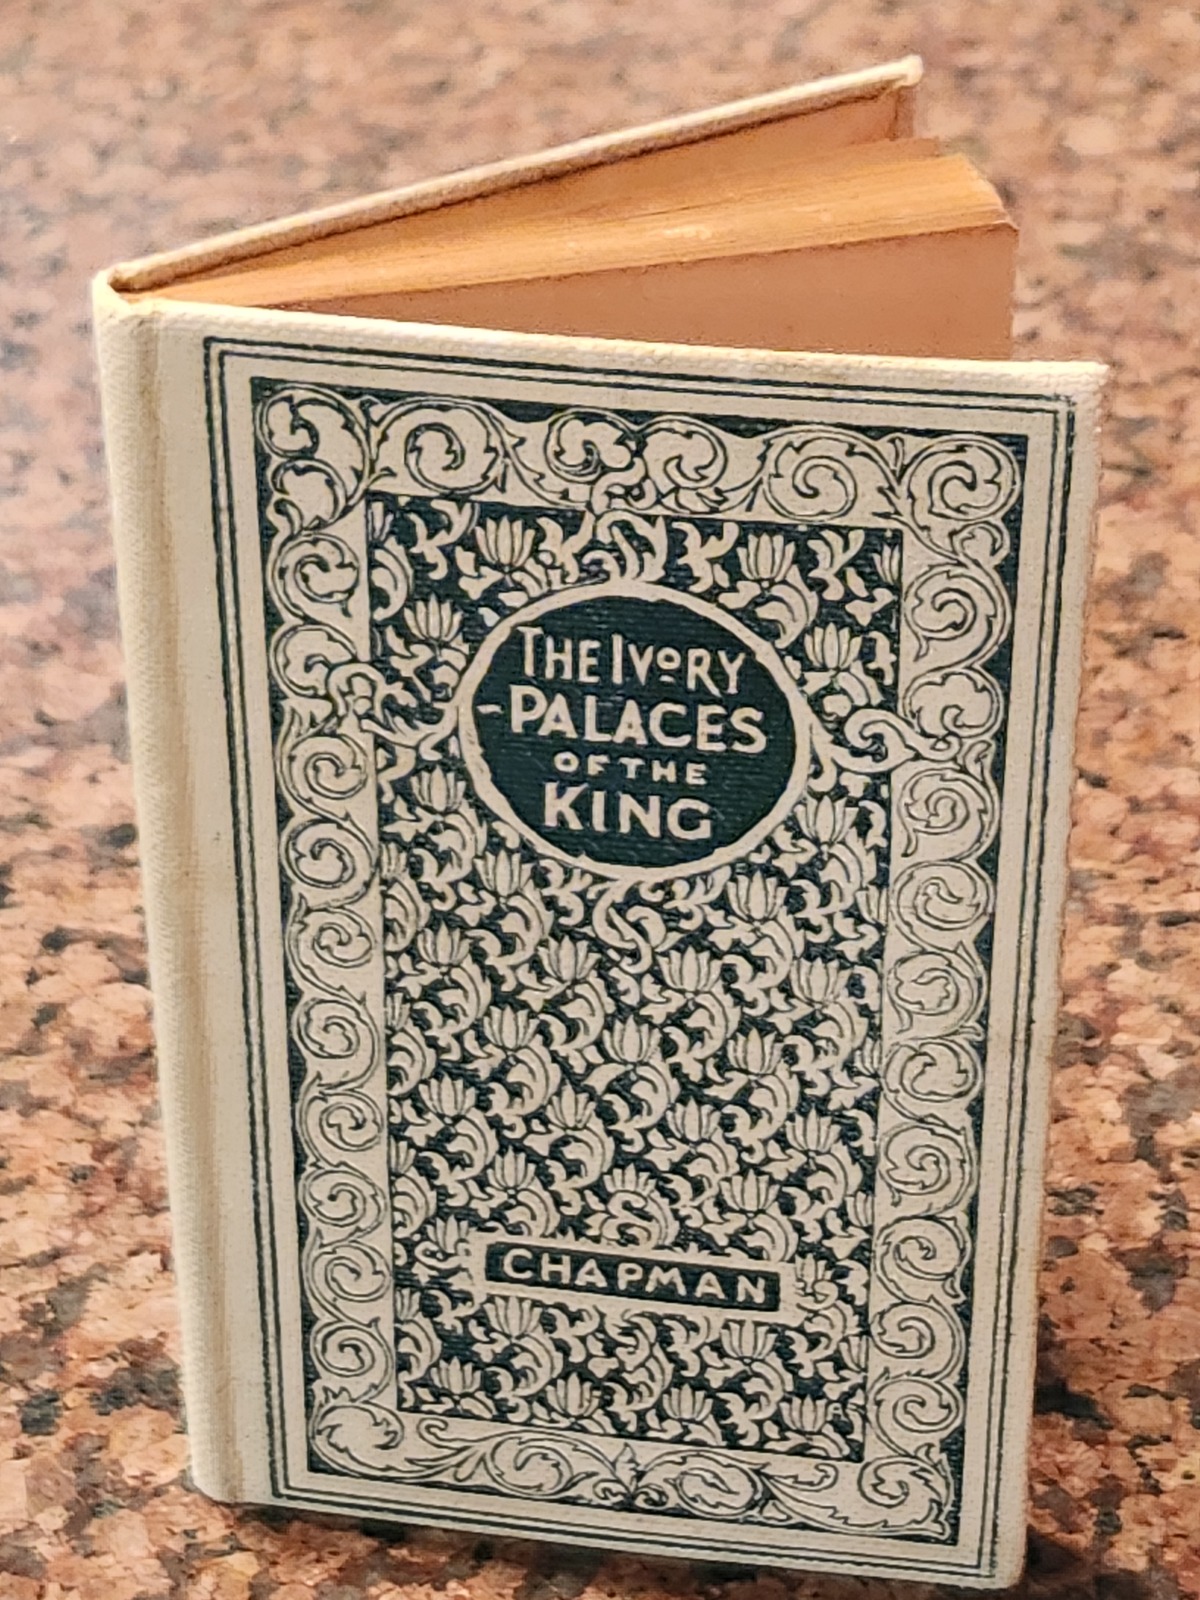 THE IVORY
-PALACES
OF THE
KING
CHAPMAN